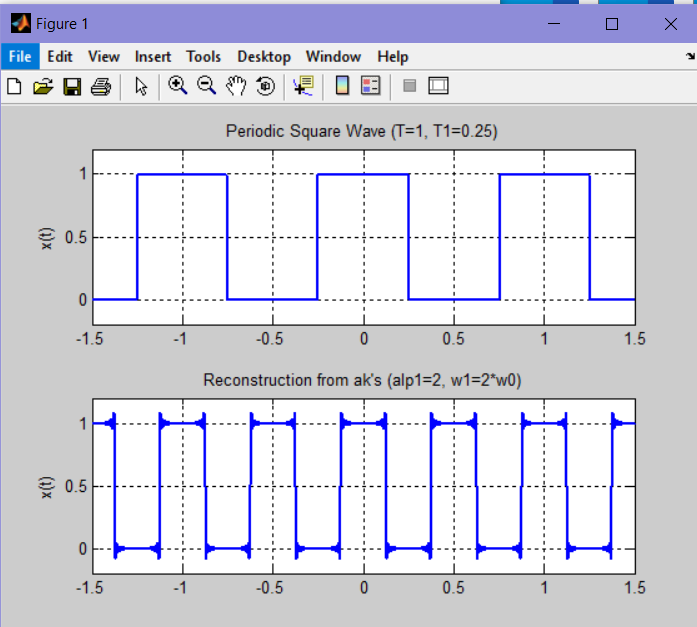 Figure 1
File Edit View Insert Tools Desktop Window Help
Periodic Square Wave (T=1, T1=0.25)
1
0.5
0
x(t)
-1.5 -1 -0.5 0 0.5 1 1.5
Reconstruction from ak's (alp1=2, w1=2*w0)
1
0.5
0
x(t)
-1.5 -1 -0.5 0 0.5 1 1.5